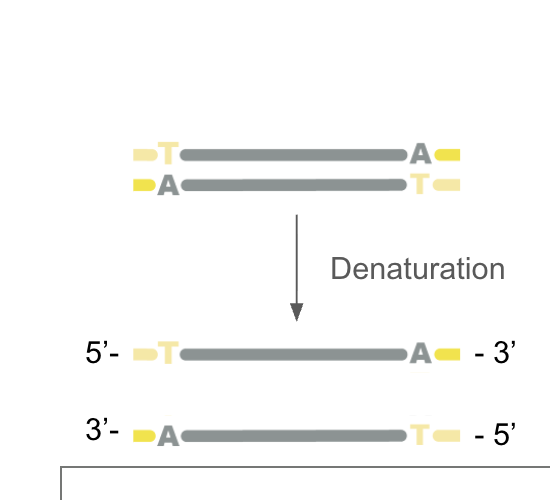 T A
A T
Denaturation
5’- T A - 3’
3’- A T - 5’